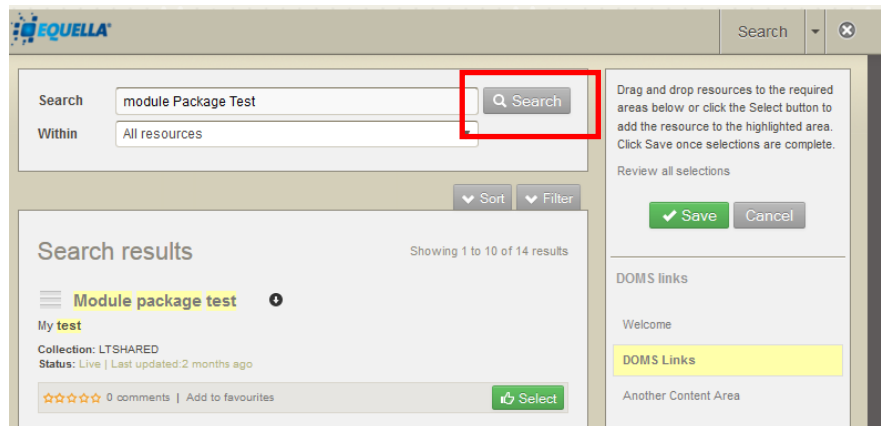 EQUELLA
Search
Search module Package Test Search
Within All resources
Sort Filter
Search results Showing 1 to 10 of 14 results
Module package test
My test
Collection: LTSHARED
Status: Live | Last updated:2 months ago
0 comments | Add to favourites Select
Drag and drop resources to the required
areas below or click the Select button to
add the resource to the highlighted area.
Click Save once selections are complete.
Review all selections
Save Cancel
DOMS links
Welcome
DOMS Links
Another Content Area